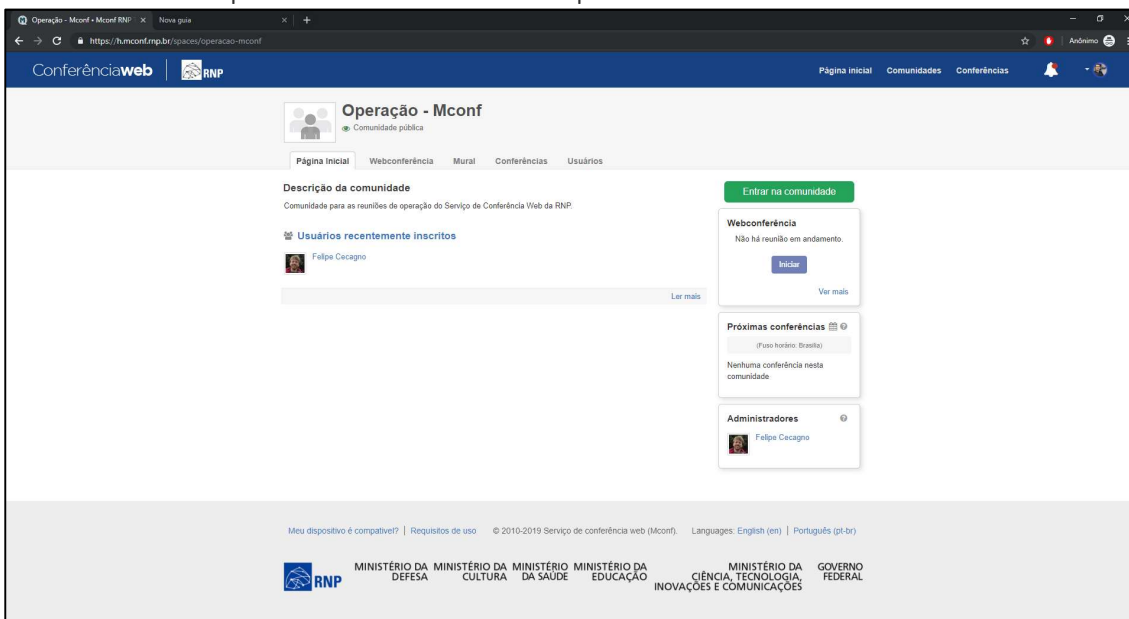 Operação - Mconf • Mconf RNP
Nova guia
https://h.mconf.rnp.br/spaces/operacao-mconf
Anônimo
Conferênciaweb
RNP
Página inicial Comunidades Conferências
Operação - Mconf
Comunidade pública
Página Inicial Webconferência Mural Conferências Usuários
Descrição da comunidade
Comunidade para as reuniões de operação do Serviço de Conferência Web da RNP.
Usuários recentemente inscritos
Felipe Cecagno
Ler mais
Entrar na comunidade
Webconferência
Não há reunião em andamento.
Iniciar
Ver mais
Próximas conferências
(Fuso horário: Brasília)
Nenhuma conferência nesta
comunidade
Administradores
Felipe Cecagno
Meu dispositivo é compatível? | Requisitos de uso © 2010-2019 Serviço de conferência web (Mconf). Languages: English (en) | Português (pt-br)
RNP
MINISTÉRIO DA
DEFESA
MINISTÉRIO DA
CULTURA
MINISTÉRIO
DA SAÚDE
MINISTÉRIO DA
EDUCAÇÃO
MINISTÉRIO DA
CIÊNCIA, TECNOLOGIA,
INOVAÇÕES E COMUNICAÇÕES
GOVERNO
FEDERAL